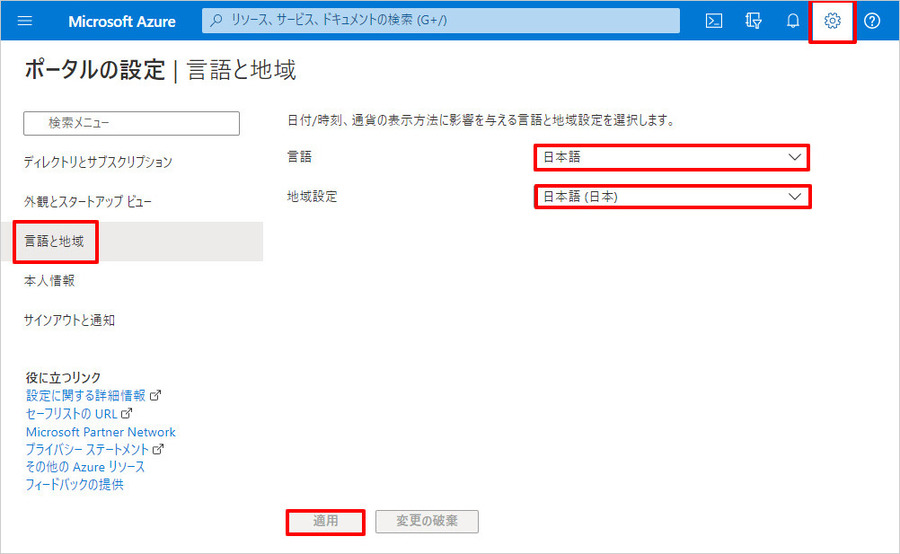 Microsoft Azure
リソース、サービス、ドキュメントの検索 (G+/)
ポータルの設定 | 言語と地域
検索メニュー
日付/時刻、通貨の表示方法に影響を与える言語と地域設定を選択します。
ディレクトリとサブスクリプション
言語
日本語
外観とスタートアップ ビュー
地域設定
日本語 (日本)
言語と地域
本人情報
サインアウトと通知
役に立つリンク
設定に関する詳細情報
セーフリストの URL
Microsoft Partner Network
プライバシー ステートメント
その他の Azure リソース
フィードバックの提供
適用
変更の破棄